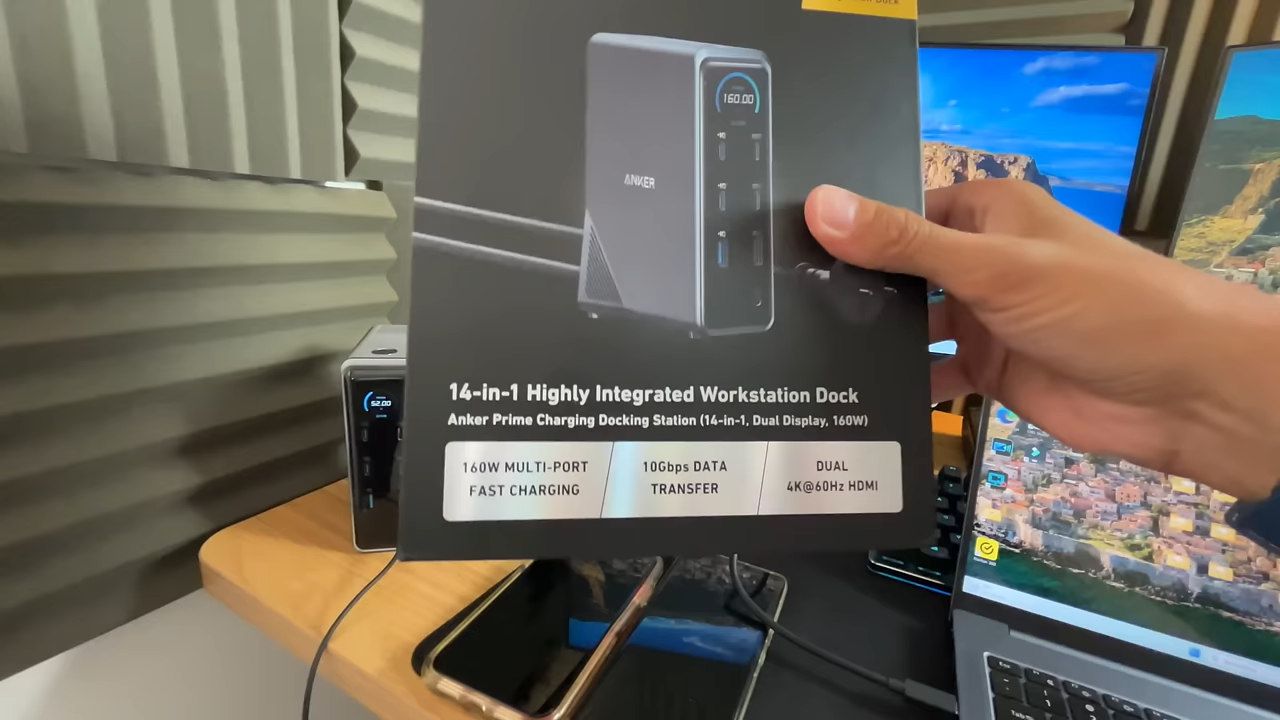 160.00
ANKER
52.00
14-in-1 Highly Integrated Workstation Dock
Anker Prime Charging Docking Station (14-in-1, Dual Display, 160W)
160W MULTI-PORT
FAST CHARGING
10Gbps DATA
TRANSFER
DUAL
4K@60Hz HDMI